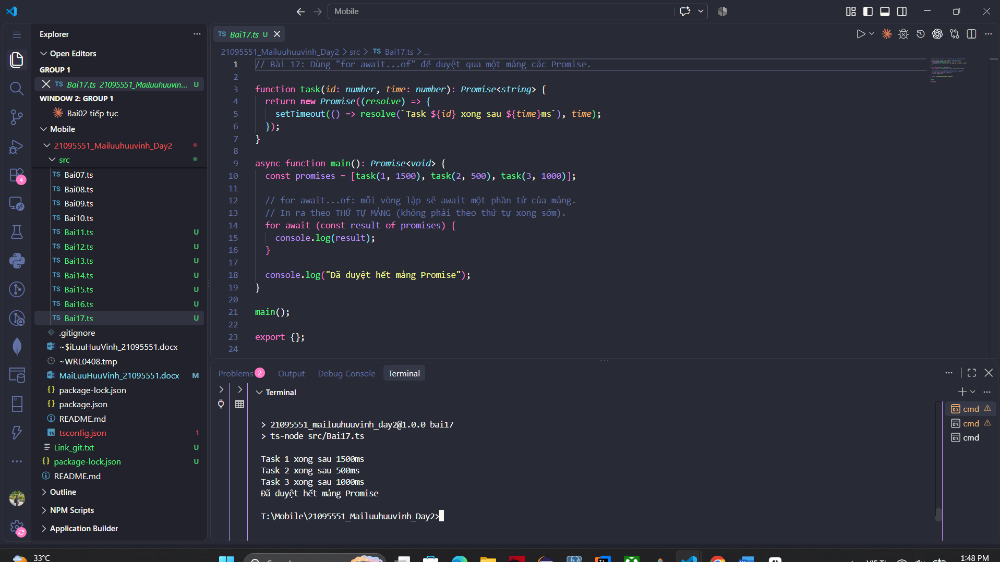 Mobile
Explorer
Open Editors
GROUP 1
TS Bai17.ts 21095551_Mailuuhuuvin... U
WINDOW 2: GROUP 1
Bai02 tiếp tục
Mobile
21095551_Mailuuhuuvinh_Day2
src
TS Bai07.ts
TS Bai08.ts
TS Bai09.ts
TS Bai10.ts
TS Bai11.ts U
TS Bai12.ts U
TS Bai13.ts U
TS Bai14.ts U
TS Bai15.ts U
TS Bai16.ts U
TS Bai17.ts U
.gitignore
~$iLuuHuuVinh_21095551.docx
~WRL0408.tmp
MaiLuuHuuVinh_21095551.docx M
{} package-lock.json
{} package.json
README.md
TS tsconfig.json 1
Link_git.txt U
{} package-lock.json U
README.md
Outline
NPM Scripts
Application Builder
4
TS Bai17.ts U
21095551_Mailuuhuuvinh_Day2 > src > TS Bai17.ts > ...
1 // Bài 17: Dùng "for await...of" để duyệt qua một mảng các Promise.
2
3 function task(id: number, time: number): Promise<string> {
4 return new Promise((resolve) => {
5 setTimeout(() => resolve(`Task ${id} xong sau ${time}ms`), time);
6 });
7 }
8
9 async function main(): Promise<void> {
10 const promises = [task(1, 1500), task(2, 500), task(3, 1000)];
11
12 // for await...of: mỗi vòng lặp sẽ await một phần tử của mảng.
13 // In ra theo THỨ TỰ MẢNG (không phải theo thứ tự xong sớm).
14 for await (const result of promises) {
15 console.log(result);
16 }
17
18 console.log("Đã duyệt hết mảng Promise");
19 }
20
21 main();
22
23 export {};
24
Problems 2 Output Debug Console Terminal
Terminal
> 21095551_mailuuhuuvinh_day2@1.0.0 bai17
> ts-node src/Bai17.ts
Task 1 xong sau 1500ms
Task 2 xong sau 500ms
Task 3 xong sau 1000ms
Đã duyệt hết mảng Promise
T:\Mobile\21095551_Mailuuhuuvinh_Day2>
cmd
cmd
cmd
33°C
1:48 PM